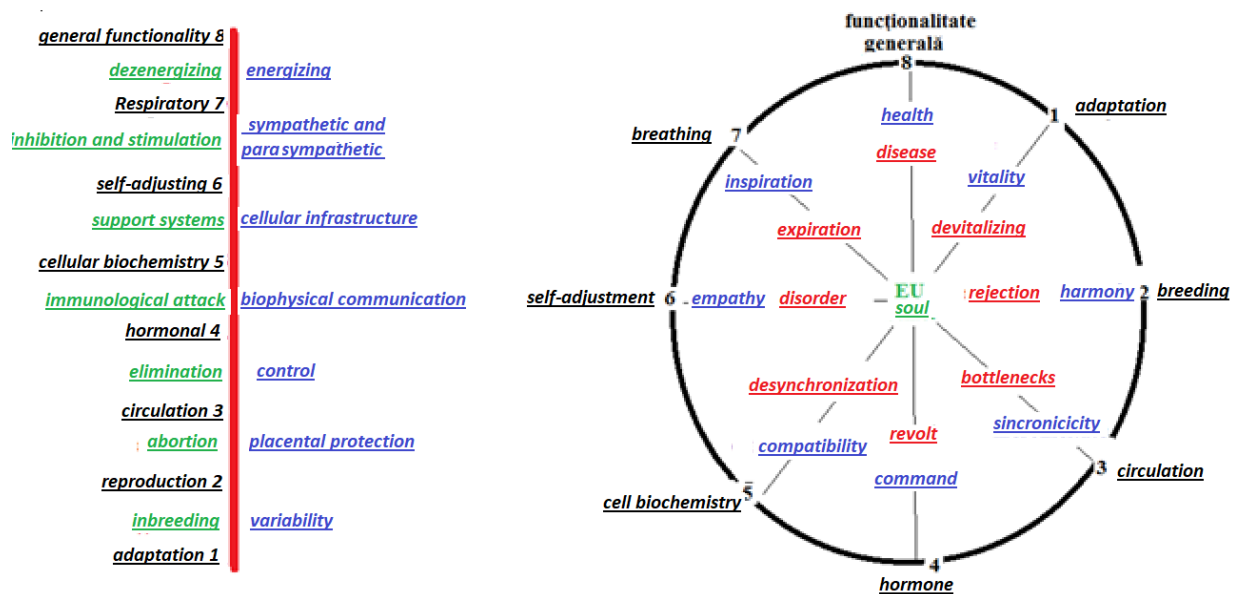 general functionality 8
dezenergizing energizing
Respiratory 7
inhibition and stimulation sympathetic and
parasympathetic
self-adjusting 6
support systems cellular infrastructure
cellular biochemistry 5
immunological attack biophysical communication
hormonal 4
elimination control
circulation 3
abortion placental protection
reproduction 2
inbreeding variability
adaptation 1
funcționalitate
generală
8
health
disease
1 adaptation
vitality
devitalizing
breathing 7
inspiration
expiration
EU
soul
self-adjustment 6 empathy disorder
rejection harmony 2 breeding
bottlenecks
sincronicicity
3 circulation
desynchronization
compatibility
cell biochemistry 5
revolt
command
4
hormone